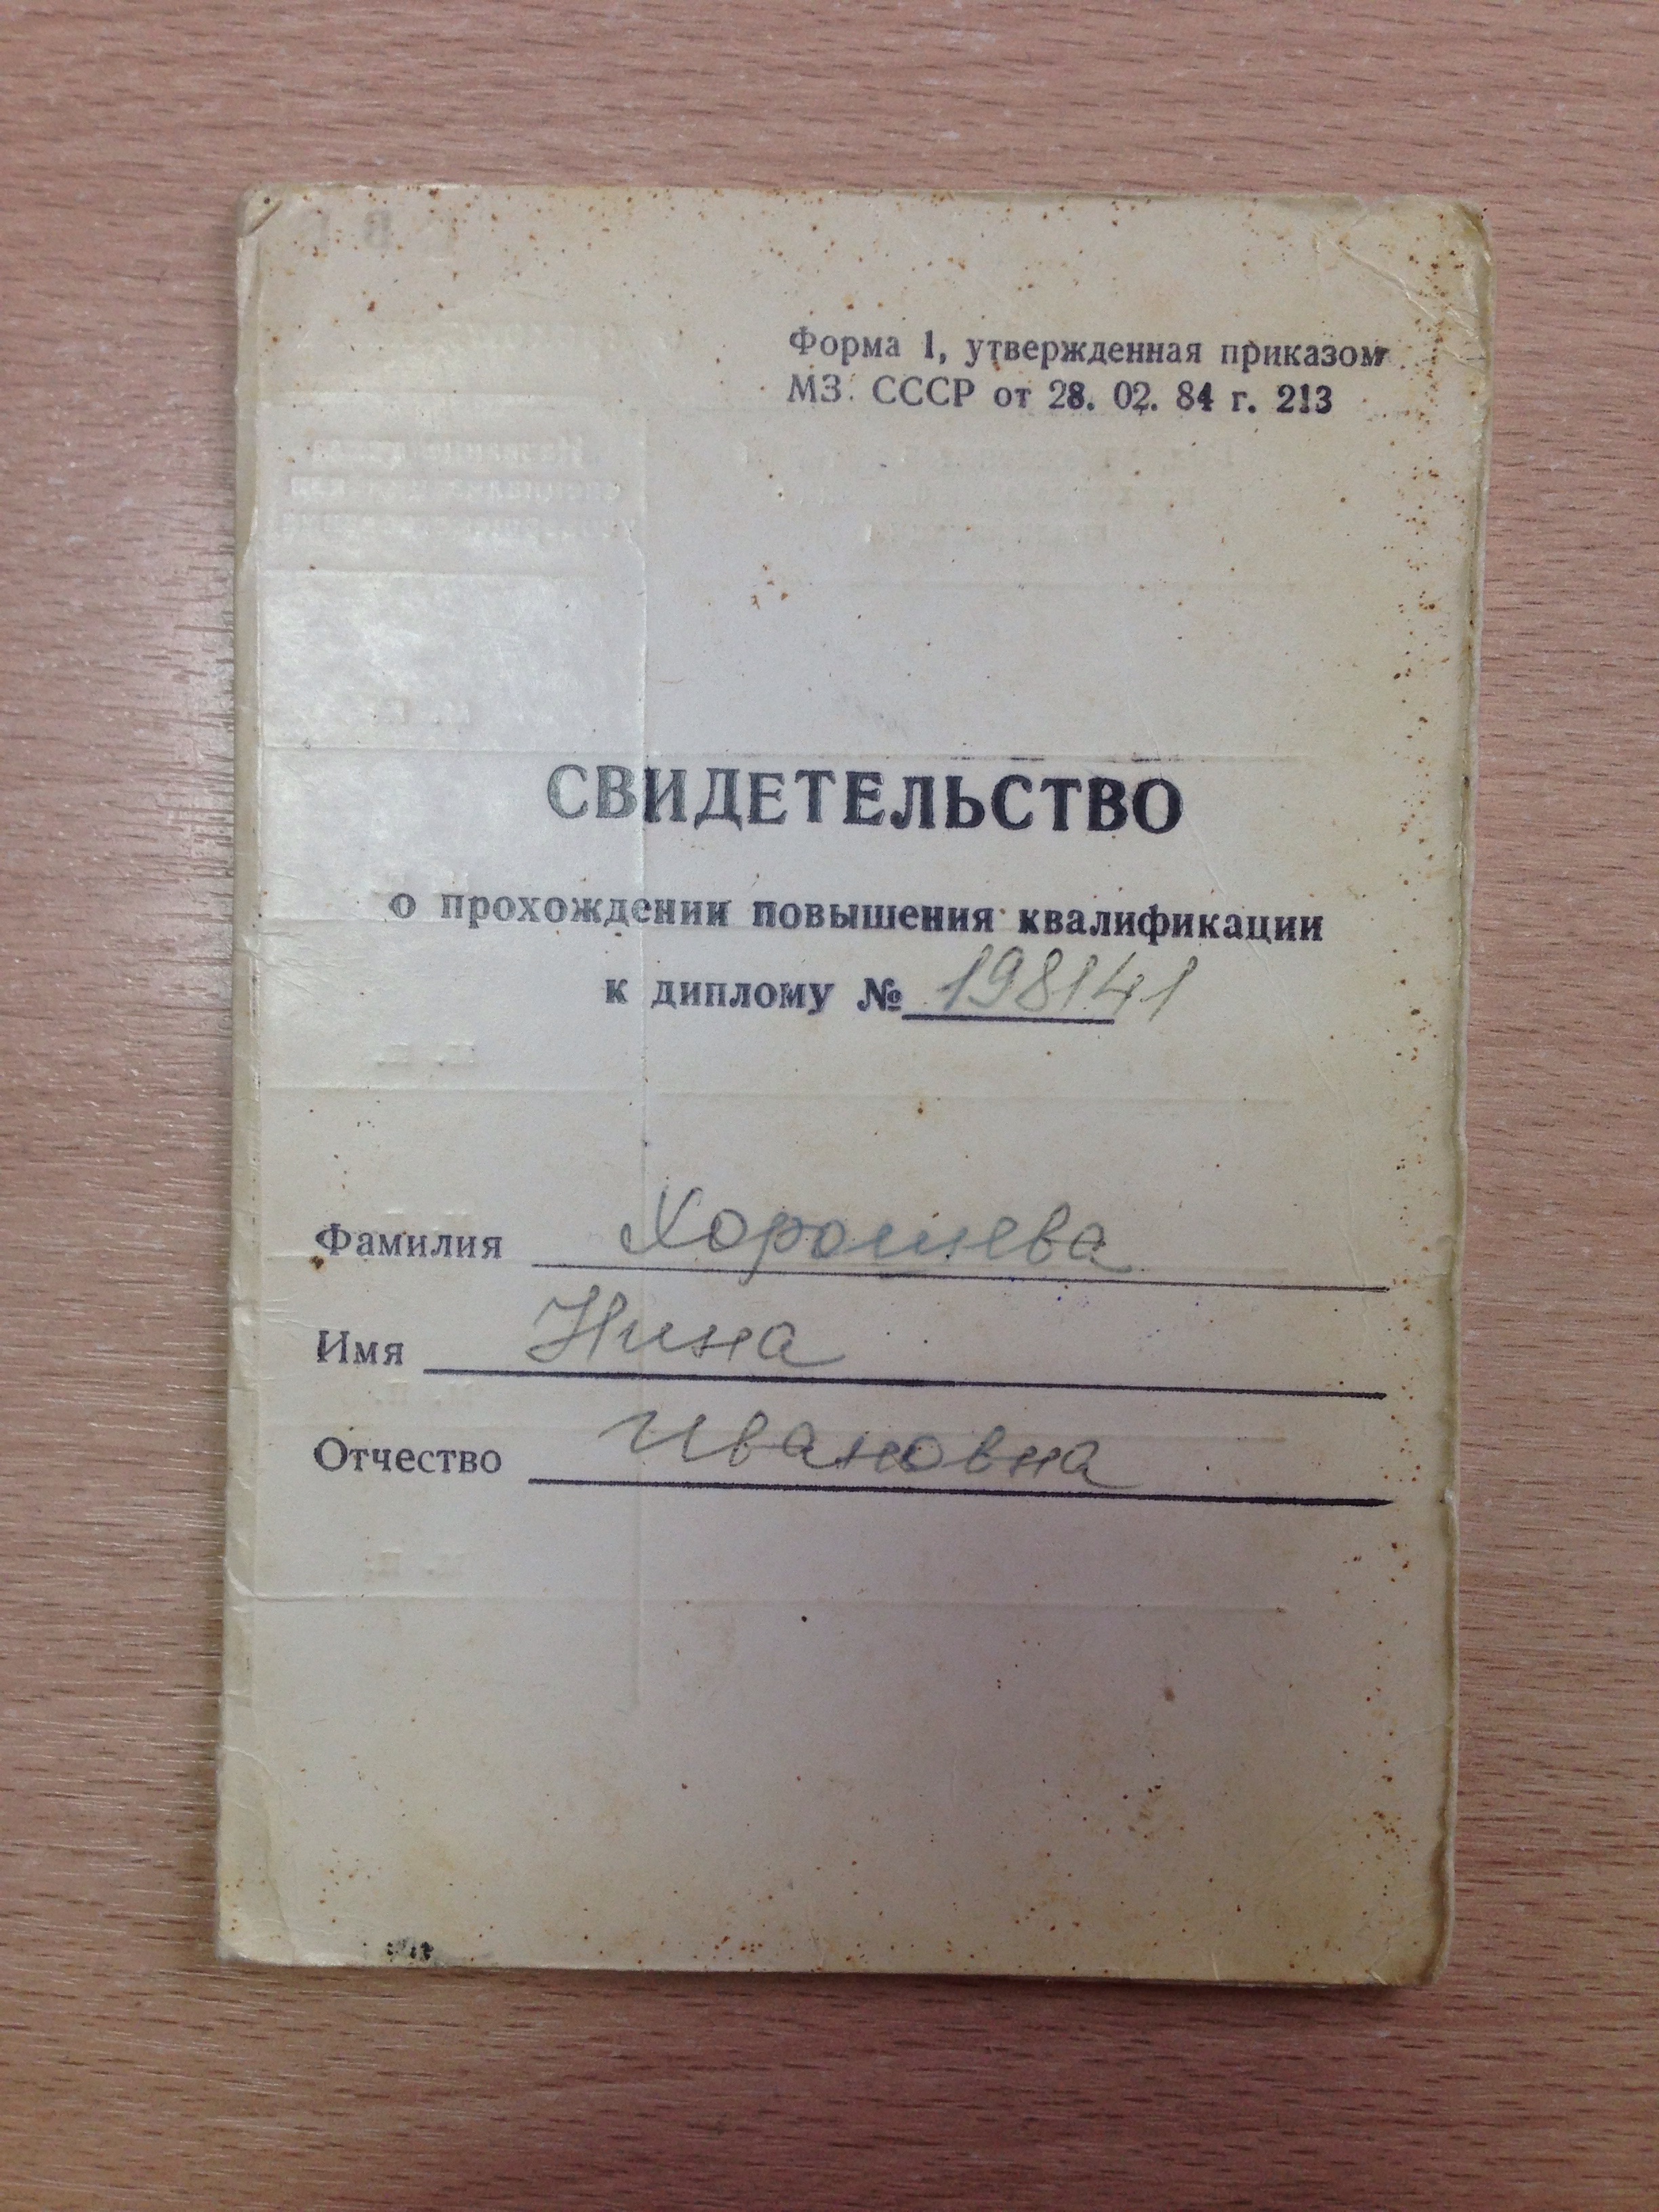 Форма 1, утвержденная приказом
МЗ СССР от 28. 02. 84 г. 213
СВИДЕТЕЛЬСТВО
о прохождении повышения квалификации
к диплому № 198141
Фамилия Хорошева
Имя Нина
Отчество Ивановна